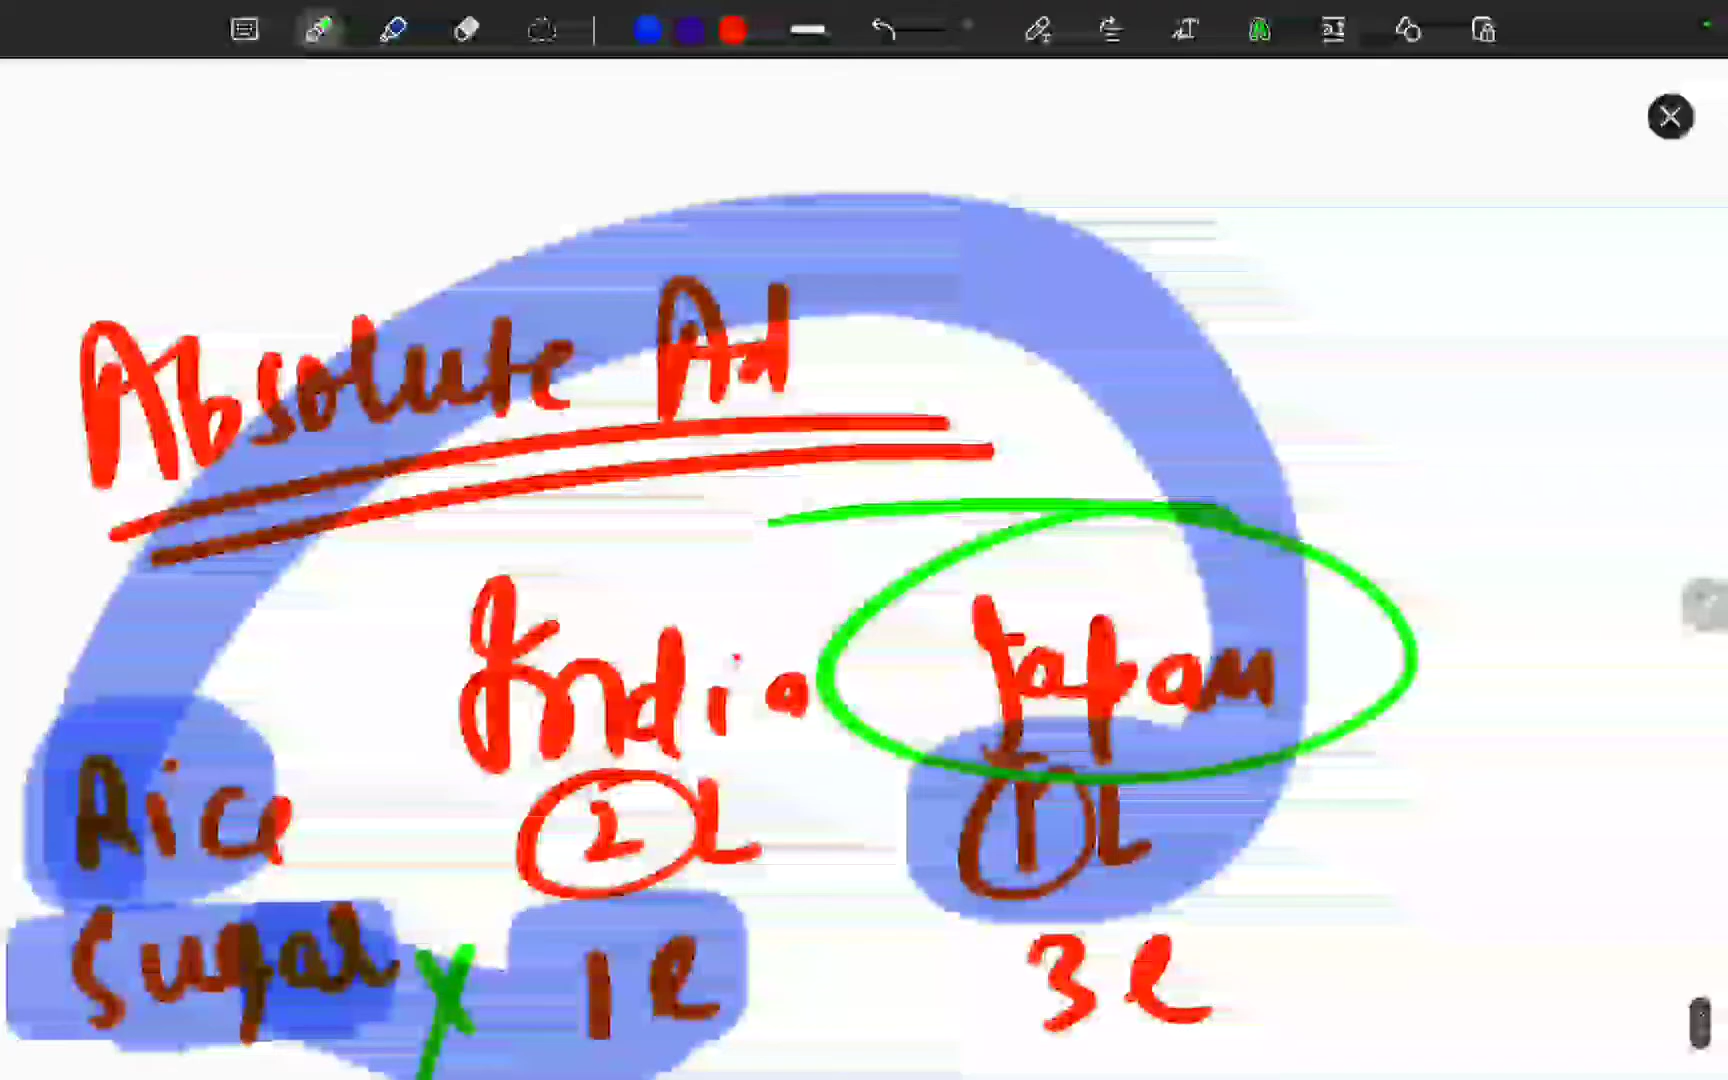 Absolute Ad
India Japan
Rice 2L 1L
Sugar X 1L 3L